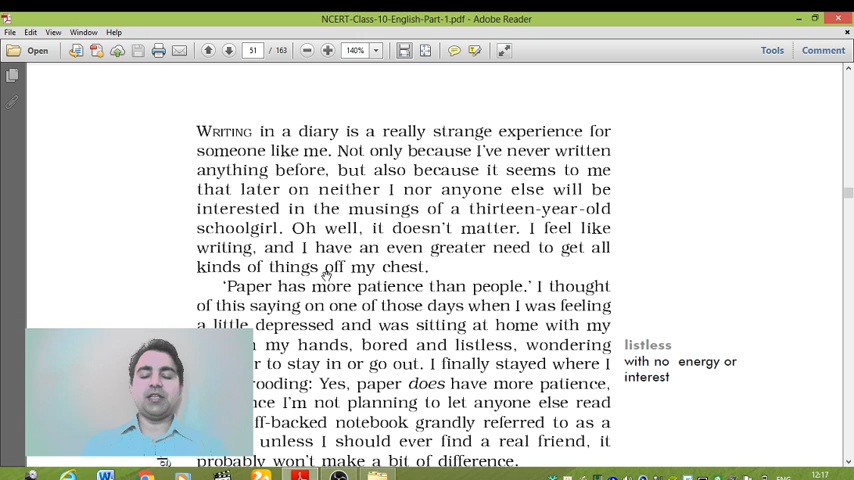 NCERT-Class-10-English-Part-1.pdf - Adobe Reader
File Edit View Window Help
Open 51 / 163 140% Tools Comment
WRITING in a diary is a really strange experience for
someone like me. Not only because I've never written
anything before, but also because it seems to me
that later on neither I nor anyone else will be
interested in the musings of a thirteen-year-old
schoolgirl. Oh well, it doesn't matter. I feel like
writing, and I have an even greater need to get all
kinds of things off my chest.
‘Paper has more patience than people.’ I thought
of this saying on one of those days when I was feeling
a little depressed and was sitting at home with my
my hands, bored and listless, wondering
to stay in or go out. I finally stayed where I
Yes, paper does have more patience,
I'm not planning to let anyone else read
notebook grandly referred to as a
unless I should ever find a real friend, it
probably won't make a bit of difference.
listless
with no energy or
interest
12:17